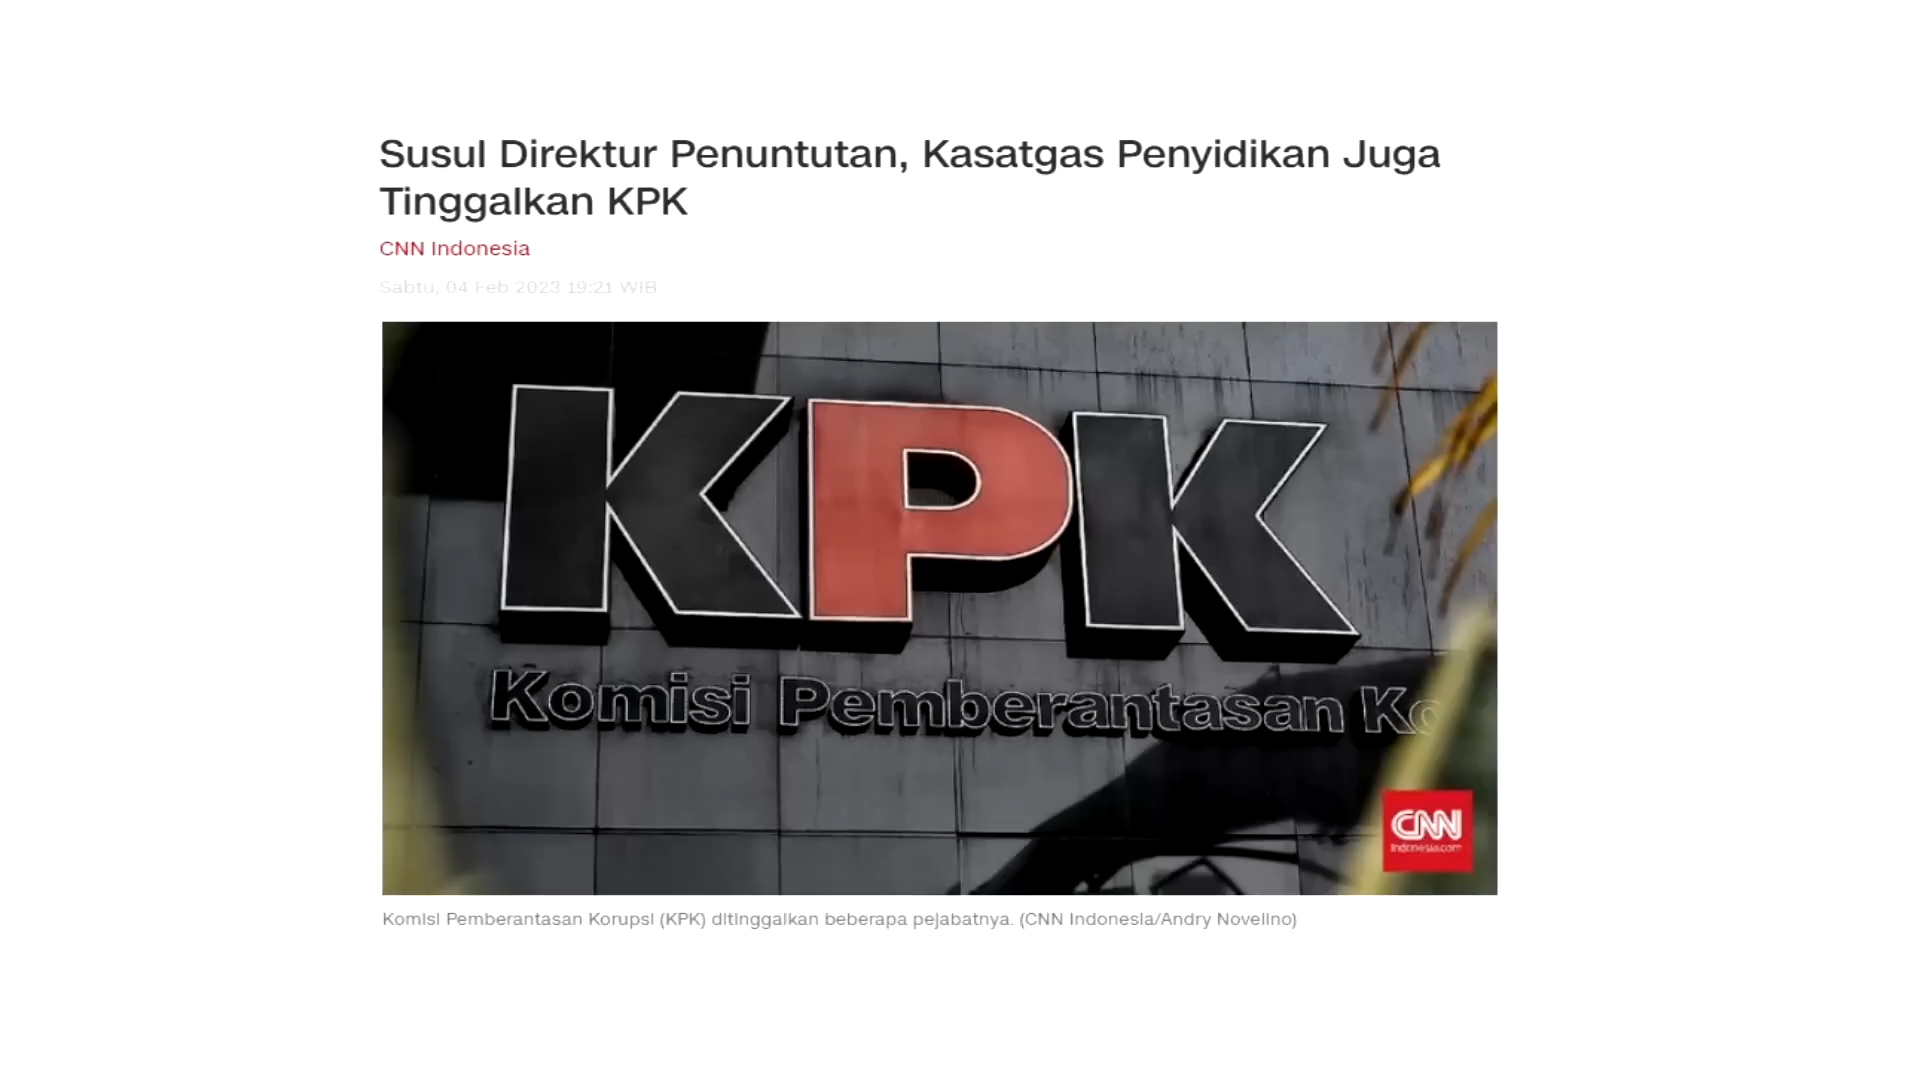 Susul Direktur Penuntutan, Kasatgas Penyidikan Juga
Tinggalkan KPK
CNN Indonesia
Sabtu, 04 Feb 2023 19:21 WIB
KPK
Komisi Pemberantasan Ko
CNN
Indonesia.com
Komisi Pemberantasan Korupsi (KPK) ditinggalkan beberapa pejabatnya. (CNN Indonesia/Andry Novelino)